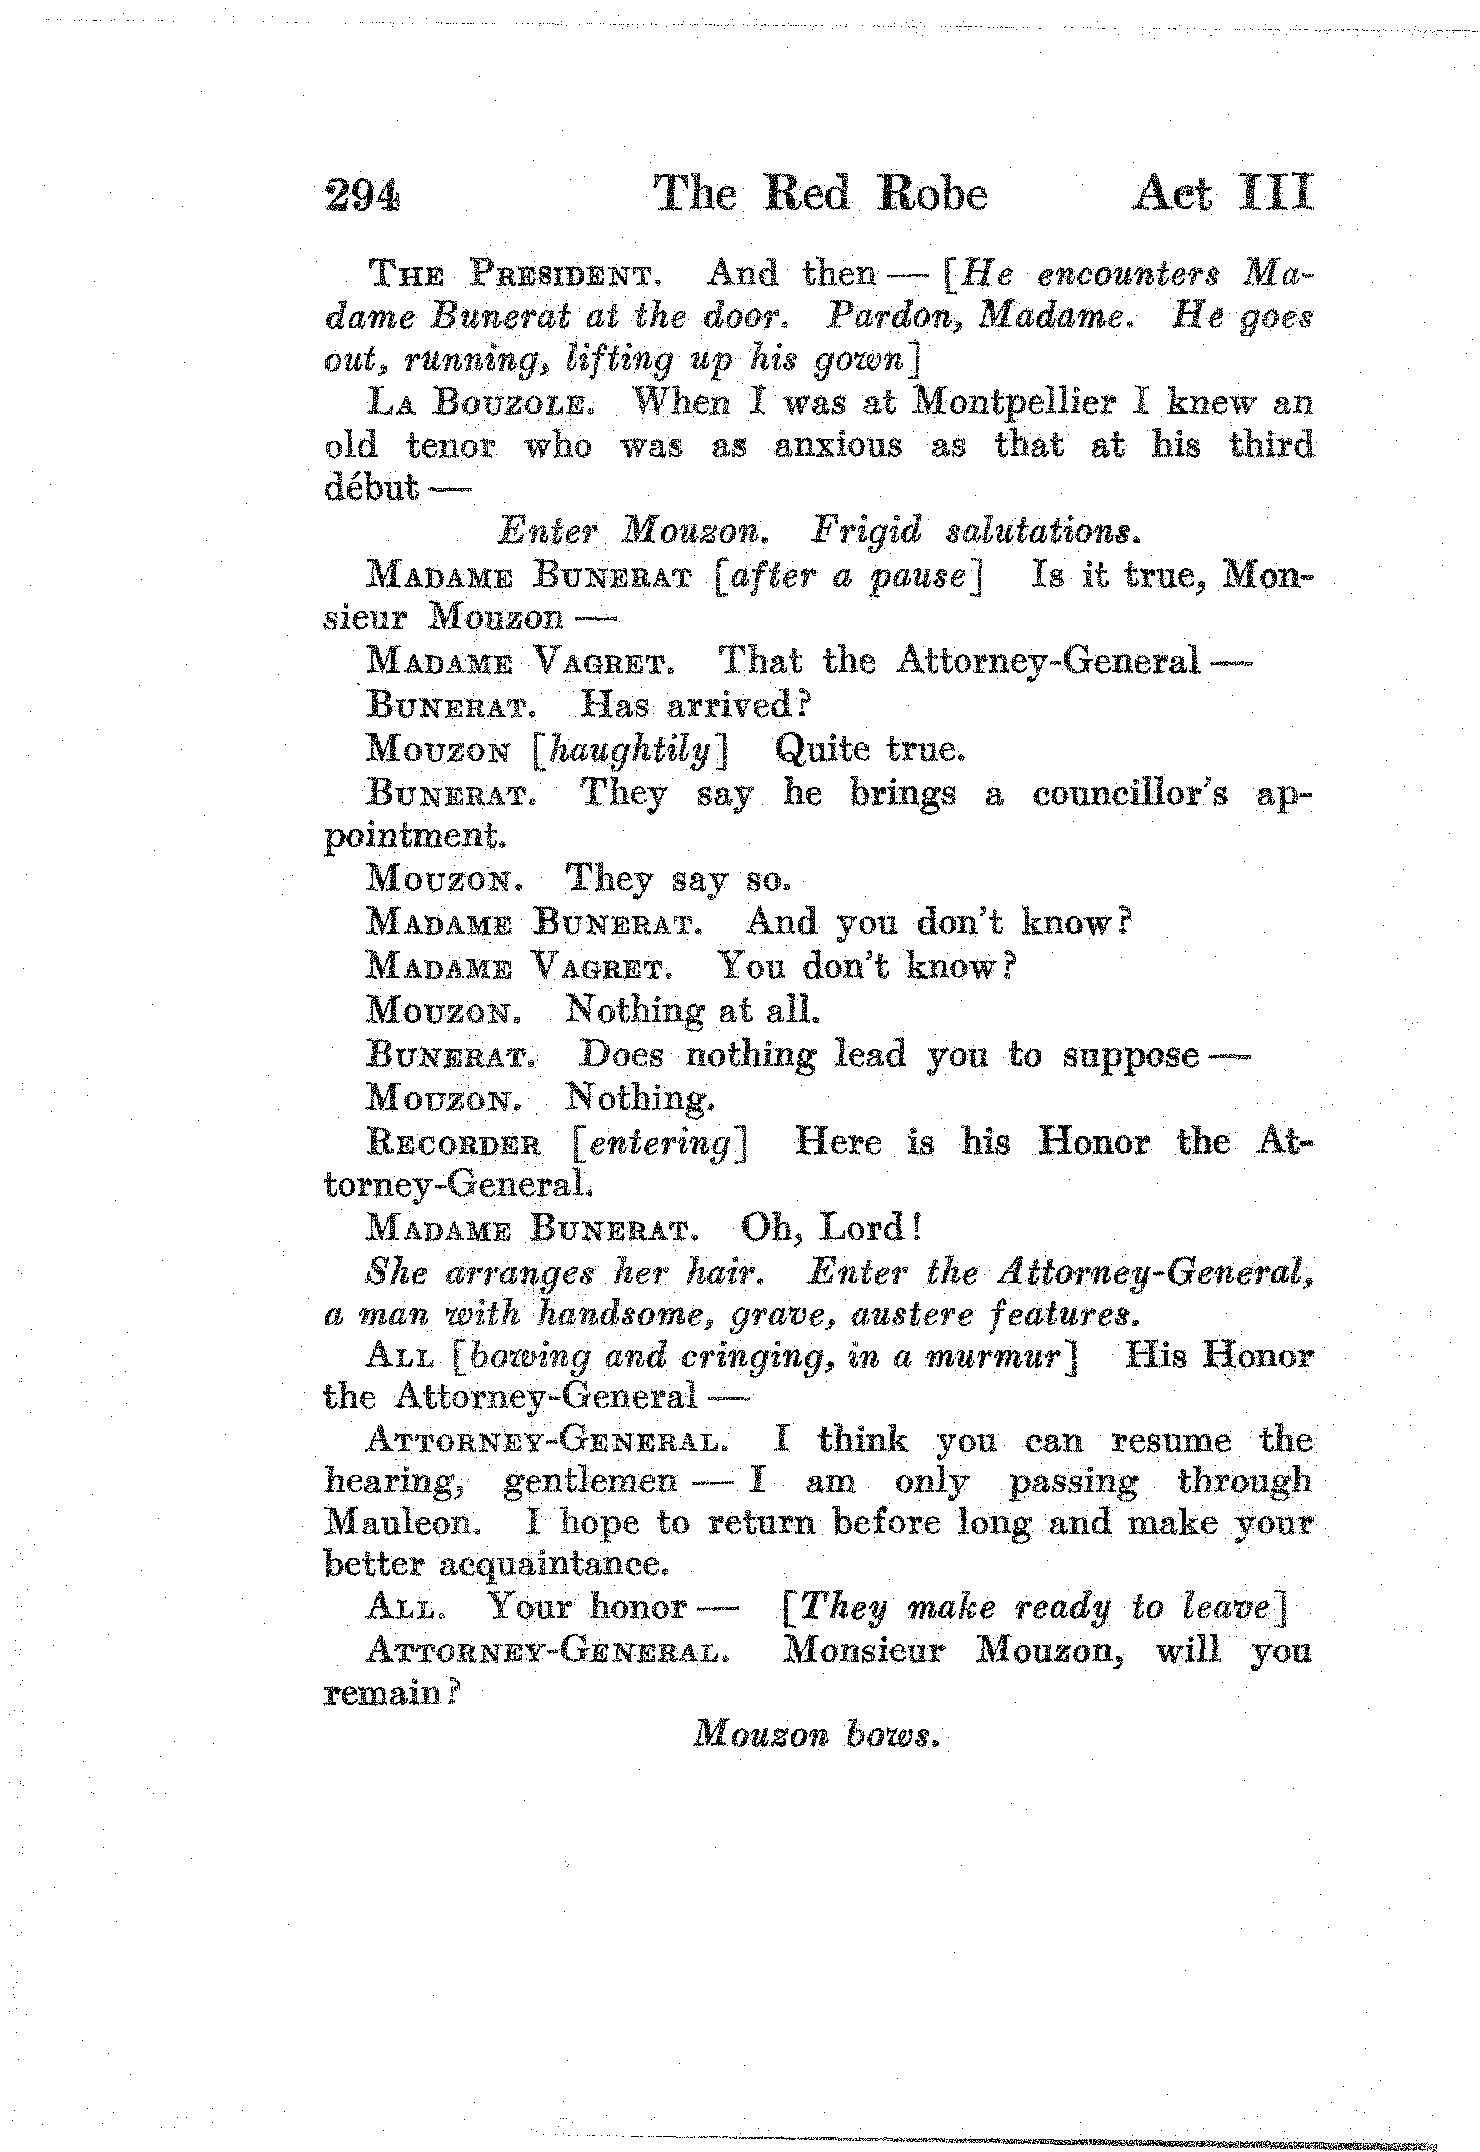 294 The Red Robe Act III
THE PRESIDENT. And then — [He encounters Ma-
dame Bunerat at the door. Pardon, Madame. He goes
out, running, lifting up his gown]
LA BOUZOLE. When I was at Montpellier I knew an
old tenor who was as anxious as that at his third
début —
Enter Mouzon. Frigid salutations.
MADAME BUNERAT [after a pause] Is it true, Mon-
sieur Mouzon —
MADAME VAGRET. That the Attorney-General —
BUNERAT. Has arrived?
MOUZON [haughtily] Quite true.
BUNERAT. They say he brings a councillor's ap-
pointment.
MOUZON. They say so.
MADAME BUNERAT. And you don't know?
MADAME VAGRET. You don't know?
MOUZON. Nothing at all.
BUNERAT. Does nothing lead you to suppose —
MOUZON. Nothing.
RECORDER [entering] Here is his Honor the At-
torney-General.
MADAME BUNERAT. Oh, Lord!
She arranges her hair. Enter the Attorney-General,
a man with handsome, grave, austere features.
ALL [bowing and cringing, in a murmur] His Honor
the Attorney-General —
ATTORNEY-GENERAL. I think you can resume the
hearing, gentlemen — I am only passing through
Mauleon. I hope to return before long and make your
better acquaintance.
ALL. Your honor — [They make ready to leave]
ATTORNEY-GENERAL. Monsieur Mouzon, will you
remain?
Mouzon bows.